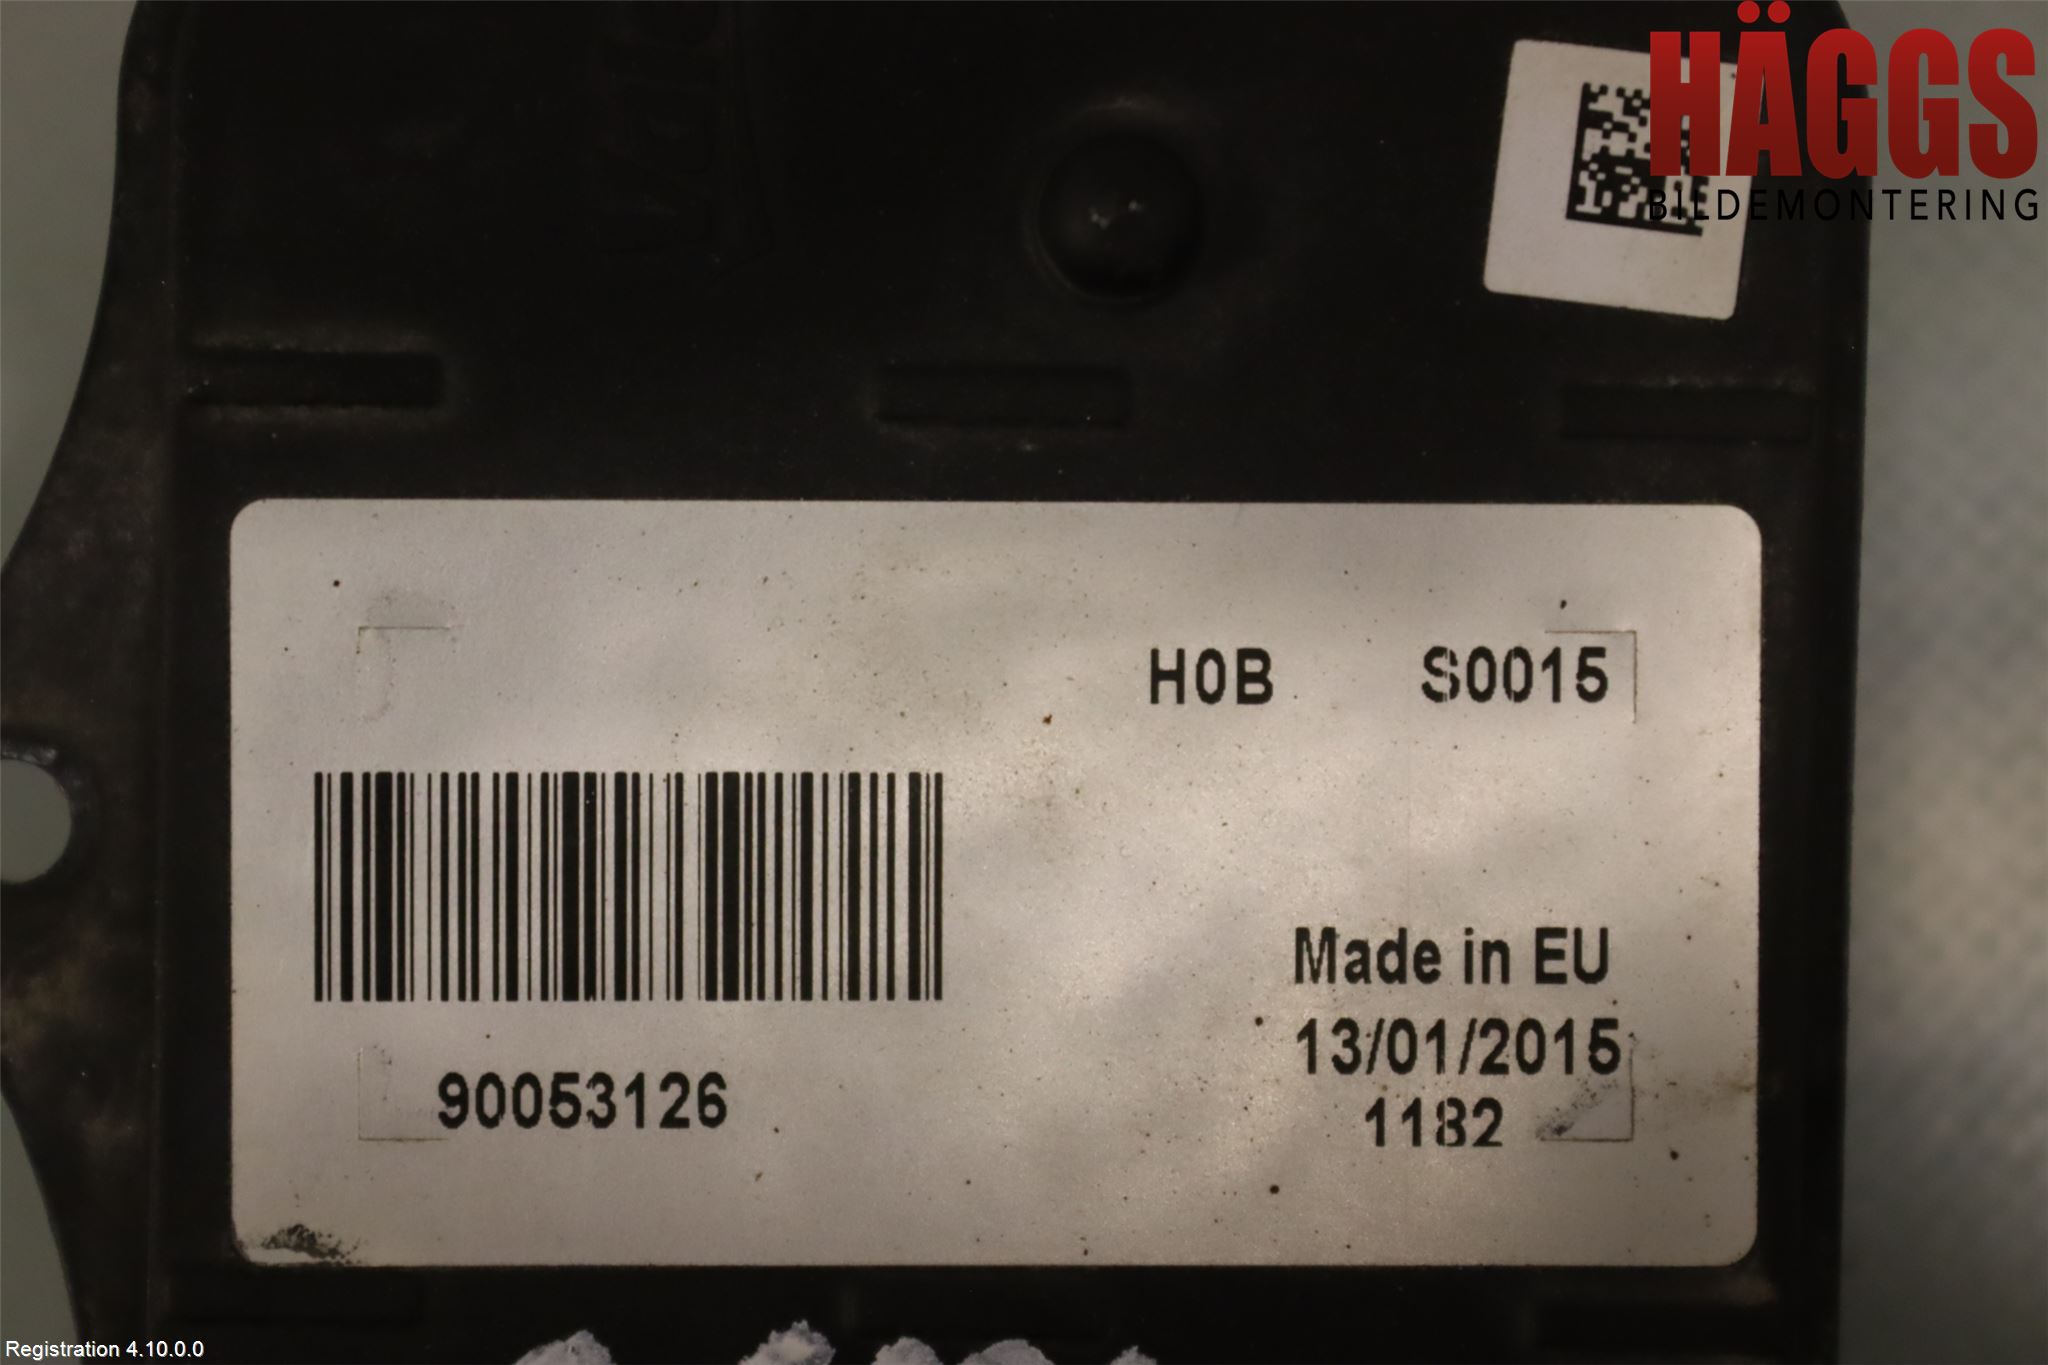 HÄGGS
BILDEMONTERING
H0B S0015
Made in EU
13/01/2015
90053126
1182
Registration 4.10.0.0